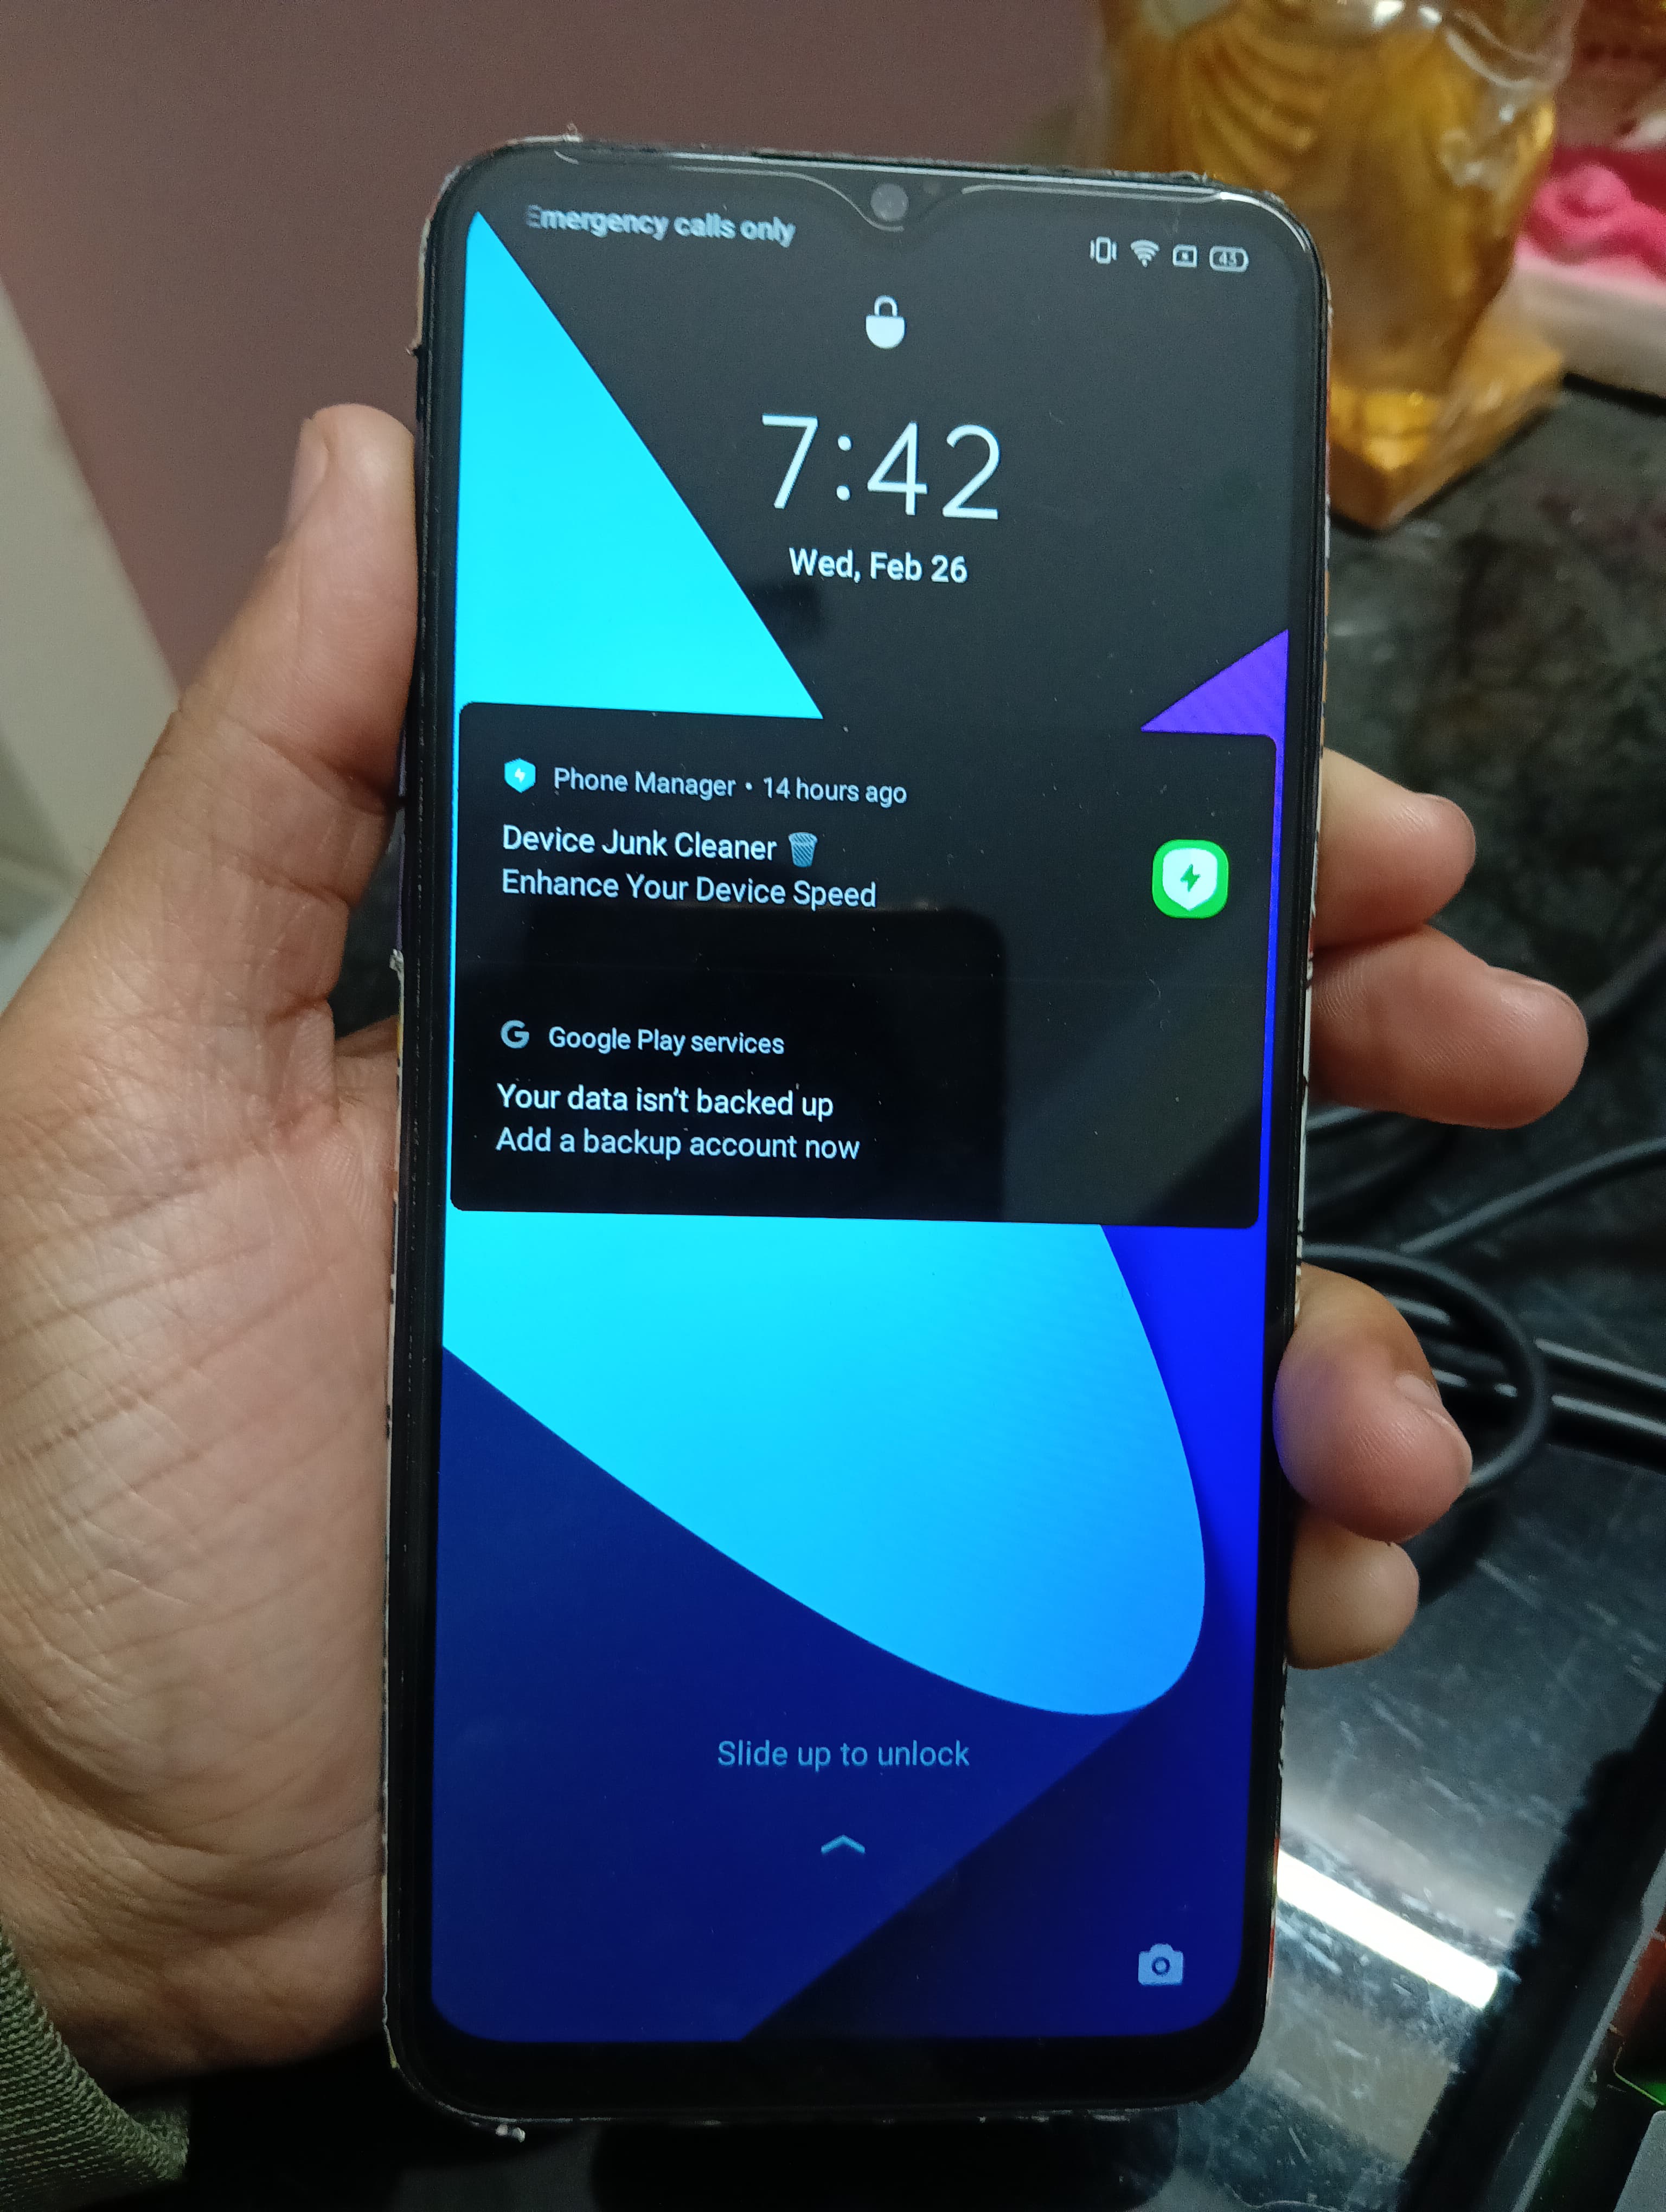 Emergency calls only
43
7:42
Wed, Feb 26
Phone Manager • 14 hours ago
Device Junk Cleaner 🗑️
Enhance Your Device Speed
G Google Play services
Your data isn't backed up
Add a backup account now
Slide up to unlock